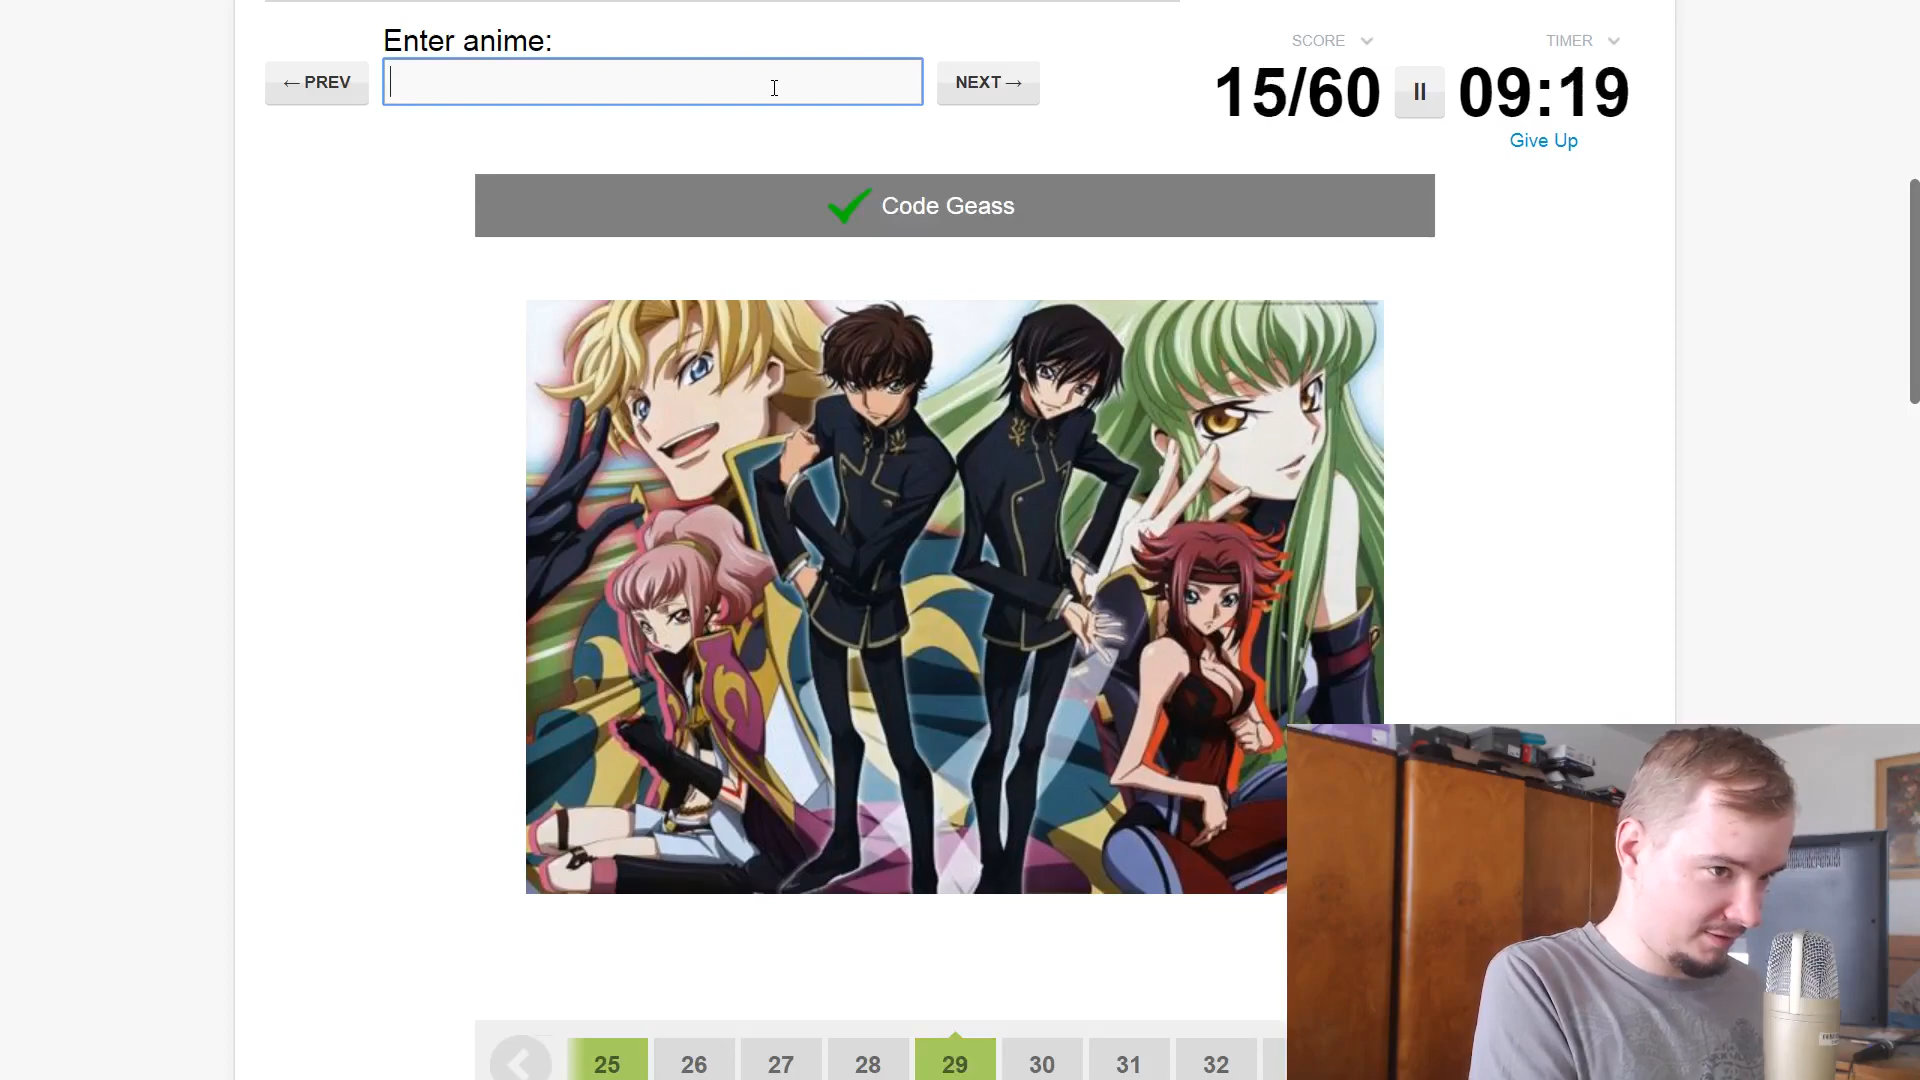 Enter anime:
SCORE
TIMER
← PREV
NEXT →
15/60
09:19
Give Up
Code Geass
25
26
27
28
29
30
31
32